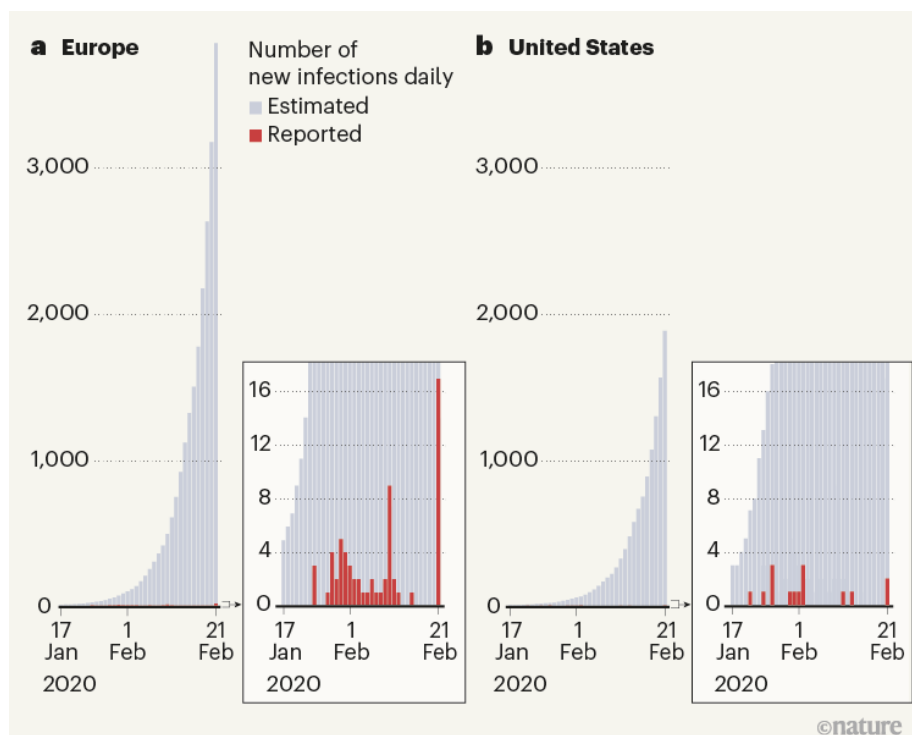 a Europe
Number of
new infections daily
Estimated
Reported
3,000
2,000
1,000
0
17
Jan
1
Feb
21
Feb
2020
16
12
8
4
0
17
Jan
1
Feb
21
Feb
2020
b United States
3,000
2,000
1,000
0
17
Jan
1
Feb
21
Feb
2020
16
12
8
4
0
17
Jan
1
Feb
21
Feb
2020
©nature